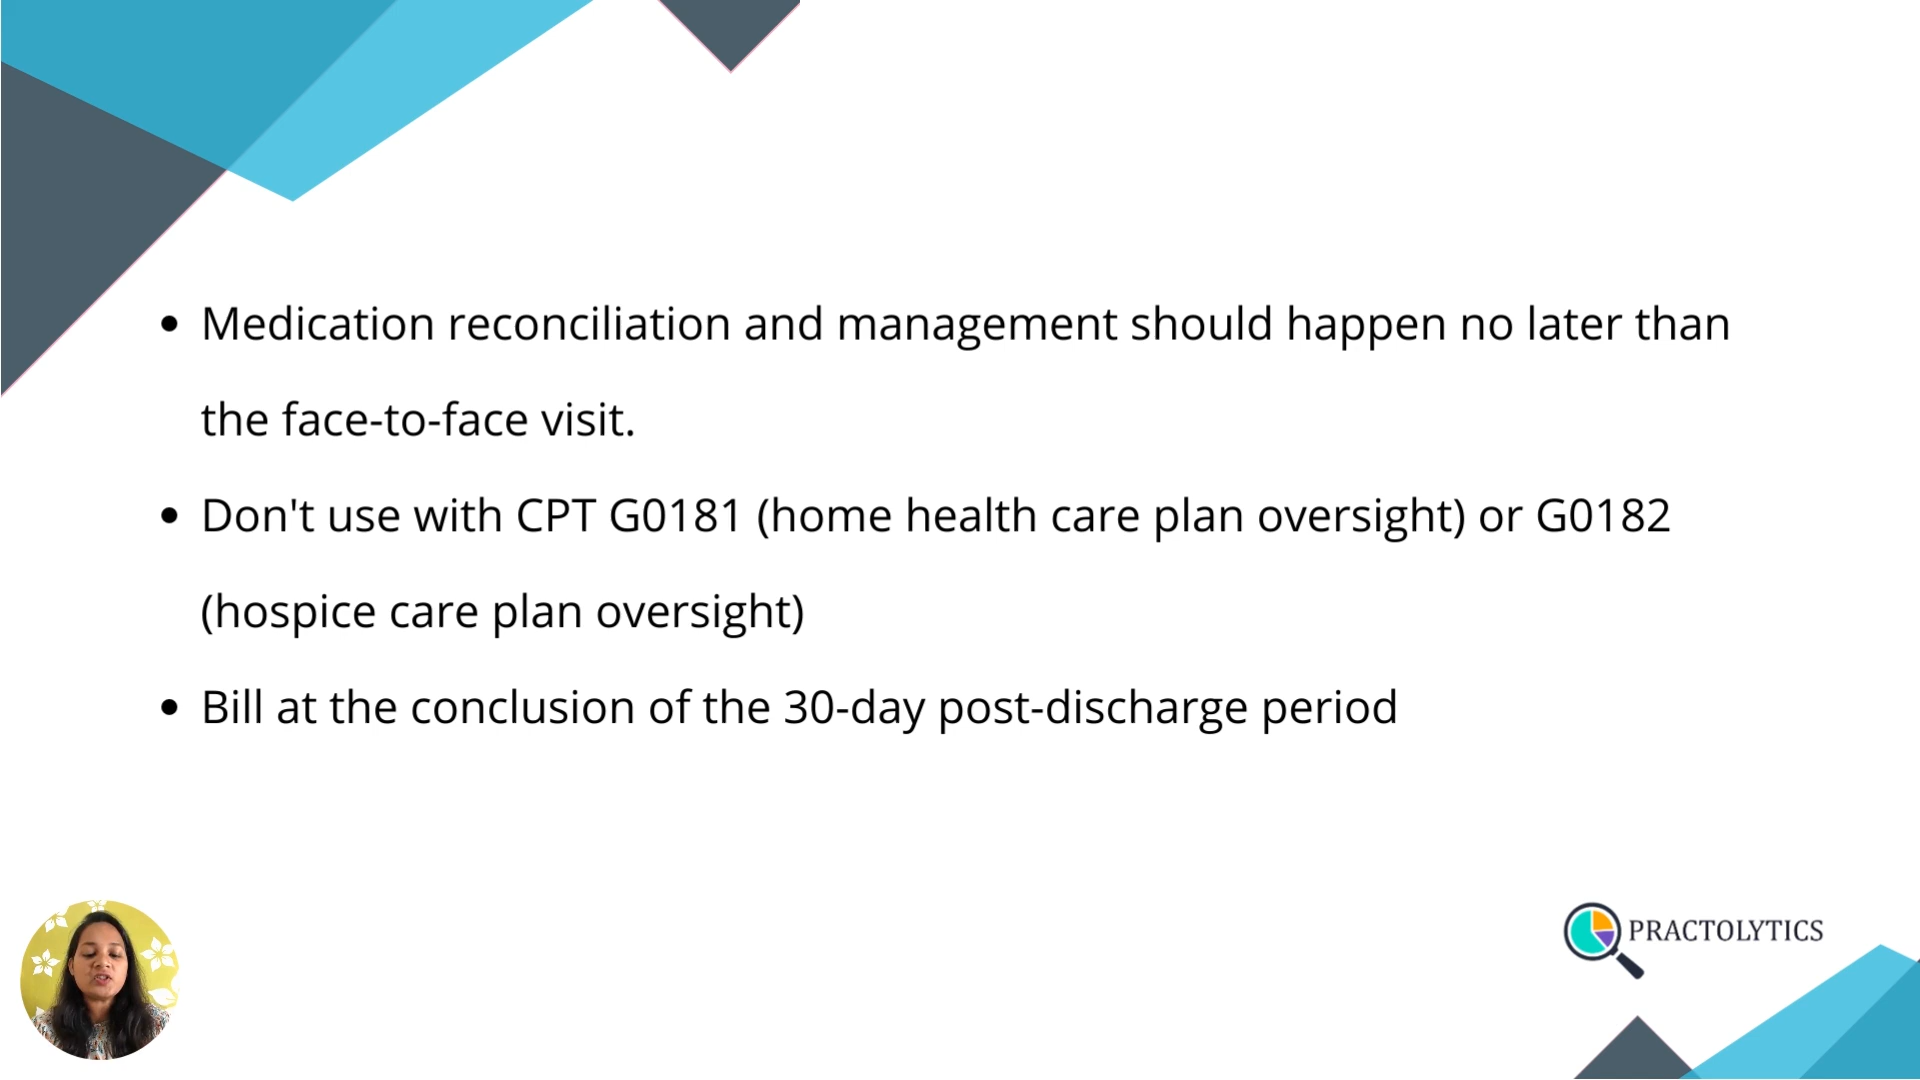 Medication reconciliation and management should happen no later than
the face-to-face visit.
Don't use with CPT G0181 (home health care plan oversight) or G0182
(hospice care plan oversight)
Bill at the conclusion of the 30-day post-discharge period
PRACTOLYTICS